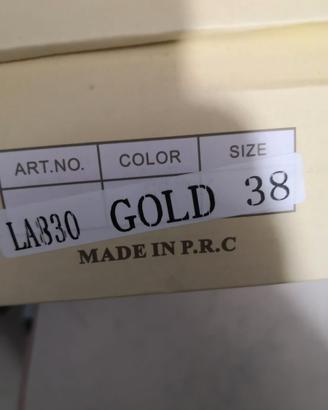 ART.NO. COLOR SIZE
LA830 GOLD 38
MADE IN P.R.C